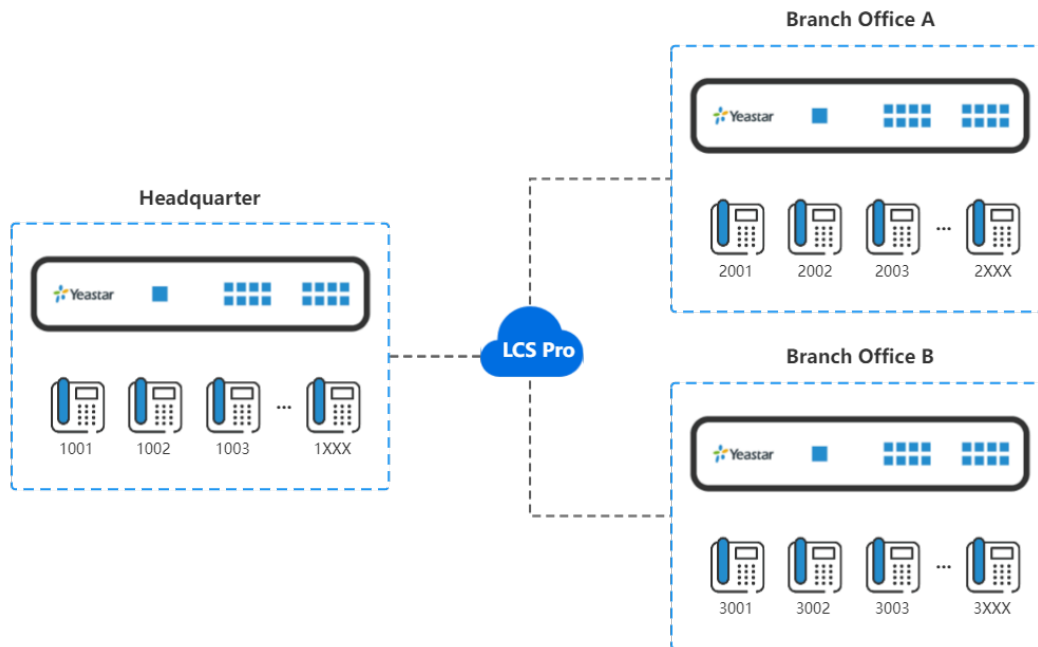 Headquarter
Yeastar
1001 1002 1003 ... 1XXX
LCS Pro
Branch Office A
Yeastar
2001 2002 2003 ... 2XXX
Branch Office B
Yeastar
3001 3002 3003 ... 3XXX